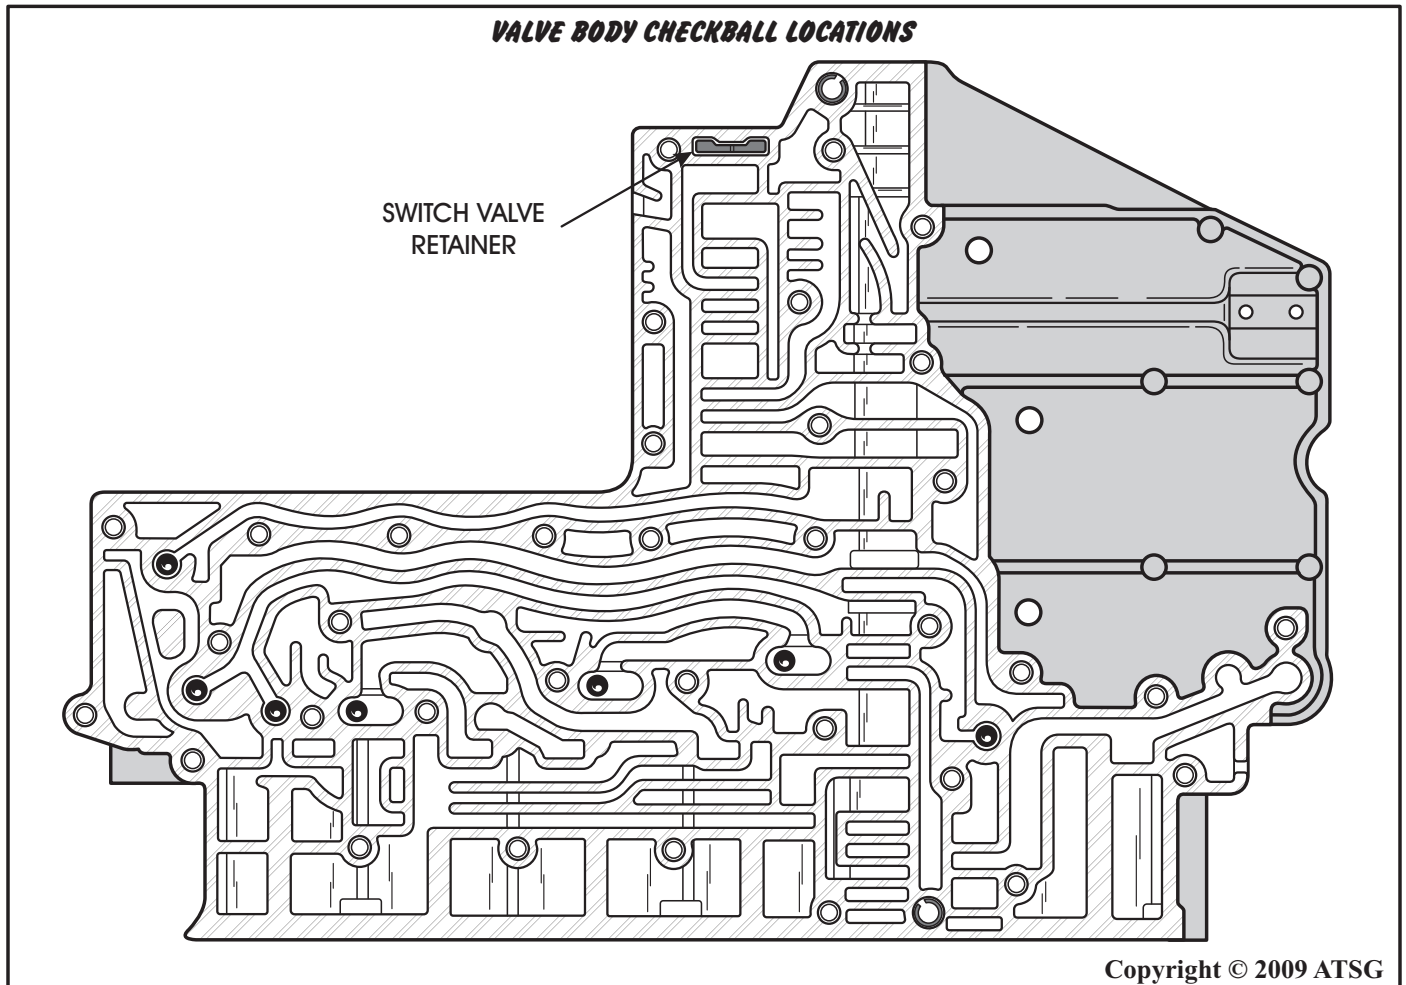 VALVE BODY CHECKBALL LOCATIONS
SWITCH VALVE
RETAINER
Copyright © 2009 ATSG